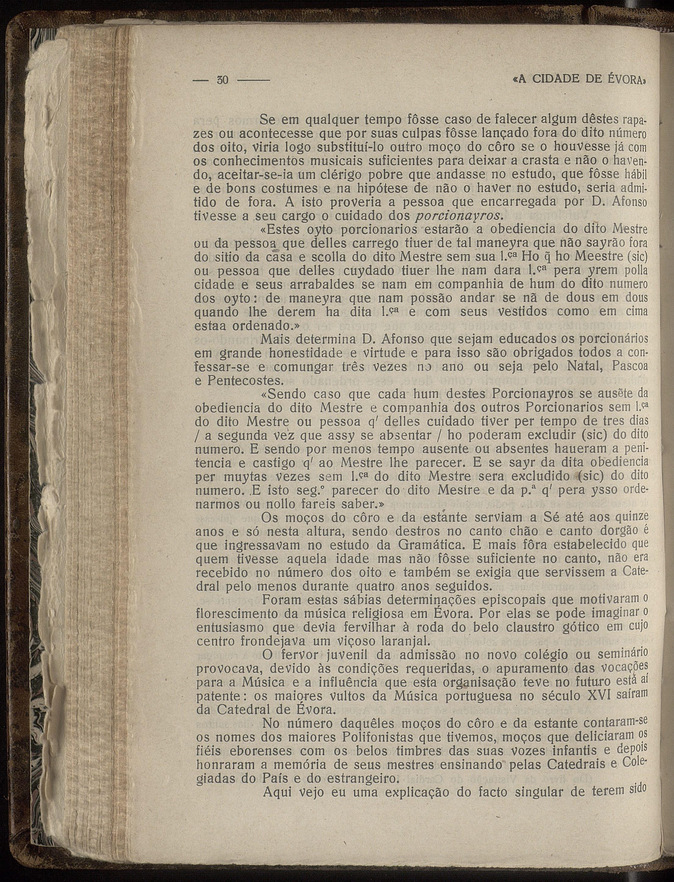 — 30 —— «A CIDADE DE ÉVORA»
Se em qualquer tempo fôsse caso de falecer algum dêstes rapa-
zes ou acontecesse que por suas culpas fôsse lançado fora do dito número
dos oito, viria logo substituí-lo outro moço do côro se o houvesse já com
os conhecimentos musicais suficientes para deixar a crasta e não o haven-
do, aceitar-se-ia um clérigo pobre que andasse no estudo, que fôsse hábil
e de bons costumes e na hipótese de não o haver no estudo, seria admi-
tido de fora. A isto proveria a pessoa que encarregada por D. Afonso
tivesse a seu cargo o cuidado dos porcionayros.
«Estes oyto porcionarios estarão a obediencia do dito Mestre
ou da pessoa que delles carrego tiuer de tal maneyra que não sayrão fora
do sitio da casa e scolla do dito Mestre sem sua l.ça Ho q̃ ho Meestre (sic)
ou pessoa que delles cuydado tiuer lhe nam dara l.ça pera yrem polla
cidade e seus arrabaldes se nam em companhia de hum do dito numero
dos oyto: de maneyra que nam possão andar se nã de dous em dous
quando lhe derem ha dita l.ça e com seus vestidos como em cima
estaa ordenado.»
Mais determina D. Afonso que sejam educados os porcionários
em grande honestidade e virtude e para isso são obrigados todos a con-
fessar-se e comungar três vezes no ano ou seja pelo Natal, Pascoa
e Pentecostes.
«Sendo caso que cada hum destes Porcionayros se ausẽte da
obediencia do dito Mestre e companhia dos outros Porcionarios sem l.ça
do dito Mestre ou pessoa q' delles cuidado tiver per tempo de tres dias
/ a segunda vez que assy se absentar / ho poderam excludir (sic) do dito
numero. E sendo por menos tempo ausente ou absentes haueram a peni-
tencia e castigo q' ao Mestre lhe parecer. E se sayr da dita obediencia
per muytas vezes sem l.ça do dito Mestre sera excludido (sic) do dito
numero. E isto seg.º parecer do dito Mestre e da p.ª q' pera ysso orde-
narmos ou nollo fareis saber.»
Os moços do côro e da estante serviam a Sé até aos quinze
anos e só nesta altura, sendo destros no canto chão e canto dorgão é
que ingressavam no estudo da Gramática. E mais fôra estabelecido que
quem tivesse aquela idade mas não fôsse suficiente no canto, não era
recebido no número dos oito e também se exigia que servissem a Cate-
dral pelo menos durante quatro anos seguidos.
Foram estas sábias determinações episcopais que motivaram o
florescimento da música religiosa em Évora. Por elas se pode imaginar o
entusiasmo que devia fervilhar à roda do belo claustro gótico em cujo
centro frondejava um viçoso laranjal.
O fervor juvenil da admissão no novo colégio ou seminário
provocava, devido às condições requeridas, o apuramento das vocações
para a Música e a influência que esta organisação teve no futuro está aí
patente: os maiores vultos da Música portuguesa no século XVI saíram
da Catedral de Évora.
No número daquêles moços do côro e da estante contaram-se
os nomes dos maiores Polifonistas que tivemos, moços que deliciaram os
fiéis eborenses com os belos timbres das suas vozes infantis e depois
honraram a memória de seus mestres ensinando pelas Catedrais e Cole-
giadas do País e do estrangeiro.
Aqui vejo eu uma explicação do facto singular de terem sido